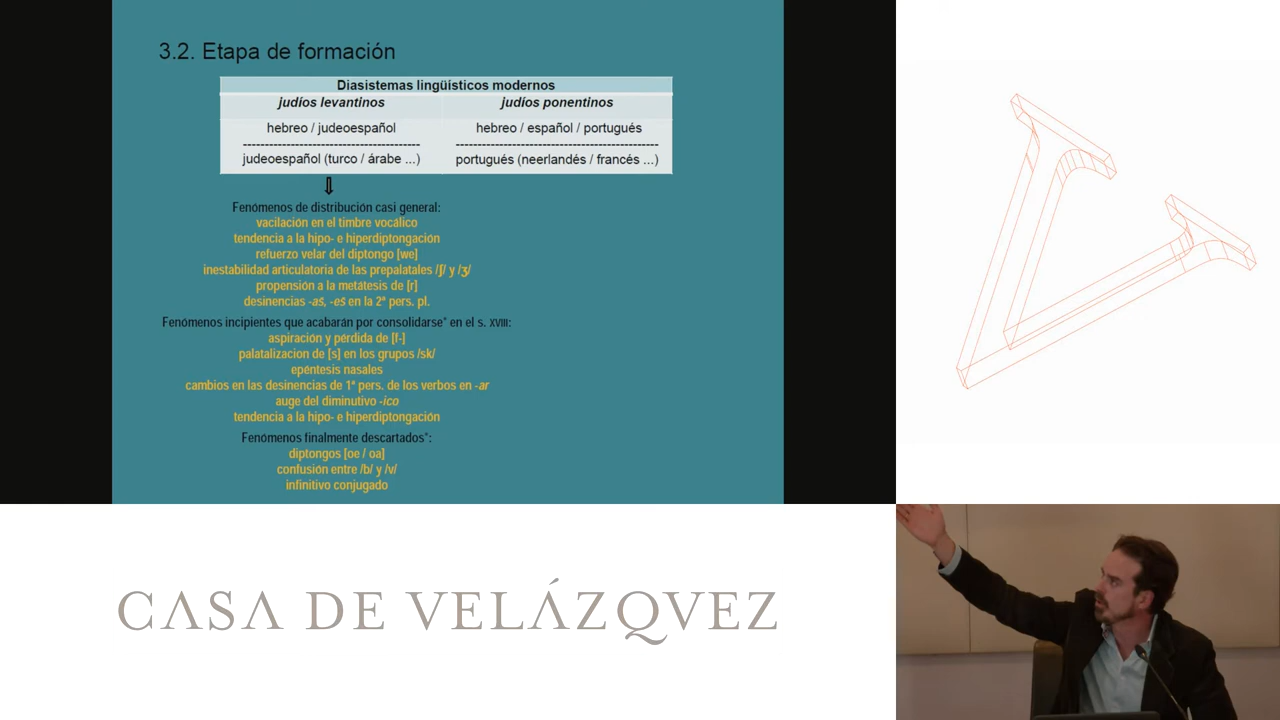 3.2. Etapa de formación
Diasistemas lingüísticos modernos
judíos levantinos judíos ponentinos
hebreo / judeoespañol hebreo / español / portugués
judeoespañol (turco / árabe ...) portugués (neerlandés / francés ...)
Fenómenos de distribución casi general:
vacilación en el timbre vocálico
tendencia a la hipo- e hiperdiptongación
refuerzo velar del diptongo [we]
inestabilidad articulatoria de las prepalatales /ʃ/ y /ʒ/
propensión a la metátesis de [r]
desinencias -aš, -eš en la 2ª pers. pl.
Fenómenos incipientes que acabarán por consolidarse* en el s. XVIII:
aspiración y pérdida de [f-]
palatalizacion de [s] en los grupos /sk/
epéntesis nasales
cambios en las desinencias de 1ª pers. de los verbos en -ar
auge del diminutivo -ico
tendencia a la hipo- e hiperdiptongación
Fenómenos finalmente descartados*:
diptongos [oe / oa]
confusión entre /b/ y /v/
infinitivo conjugado
CASA DE VELÁZQVEZ